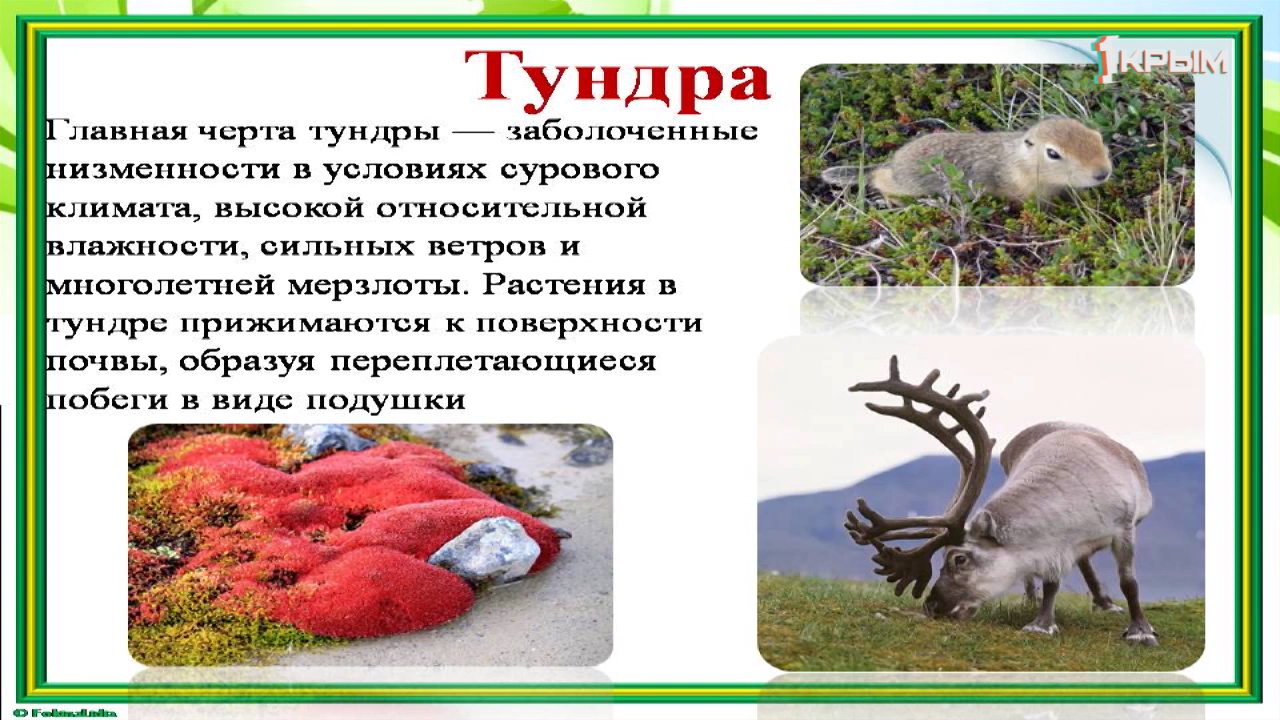 Тундра
1КРЫМ
Главная черта тундры — заболоченные
низменности в условиях сурового
климата, высокой относительной
влажности, сильных ветров и
многолетней мерзлоты. Растения в
тундре прижимаются к поверхности
почвы, образуя переплетающиеся
побеги в виде подушки